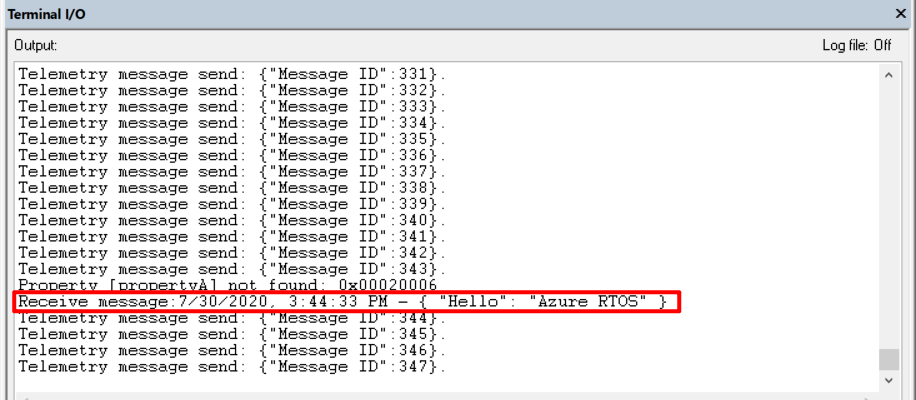 Terminal I/O
Output:
Log file: Off
Telemetry message send: {"Message ID":331}.
Telemetry message send: {"Message ID":332}.
Telemetry message send: {"Message ID":333}.
Telemetry message send: {"Message ID":334}.
Telemetry message send: {"Message ID":335}.
Telemetry message send: {"Message ID":336}.
Telemetry message send: {"Message ID":337}.
Telemetry message send: {"Message ID":338}.
Telemetry message send: {"Message ID":339}.
Telemetry message send: {"Message ID":340}.
Telemetry message send: {"Message ID":341}.
Telemetry message send: {"Message ID":342}.
Telemetry message send: {"Message ID":343}.
Property [propertyA] not found: 0x00020006
Receive message:7/30/2020, 3:44:33 PM - { "Hello": "Azure RTOS" }
Telemetry message send: {"Message ID":344}.
Telemetry message send: {"Message ID":345}.
Telemetry message send: {"Message ID":346}.
Telemetry message send: {"Message ID":347}.